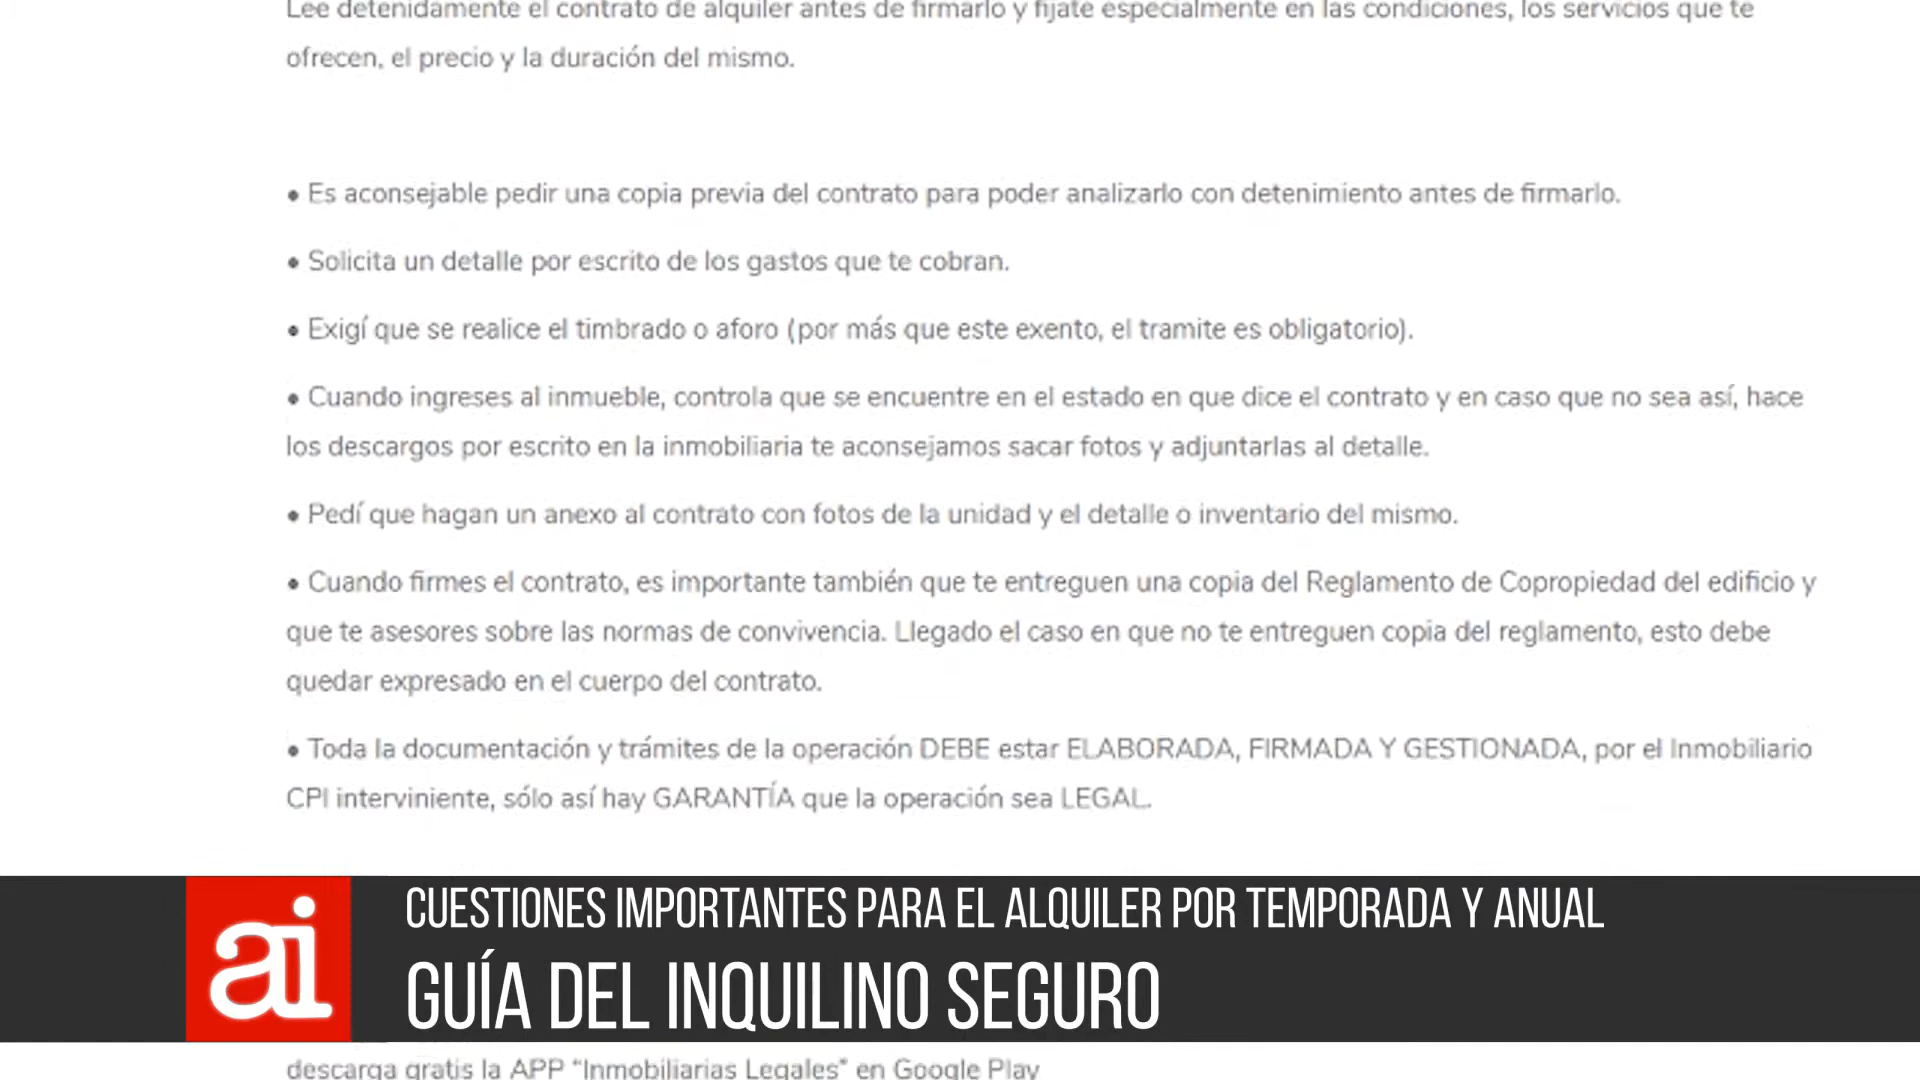 Lee detenidamente el contrato de alquiler antes de firmarlo y fijate especialmente en las condiciones, los servicios que te
ofrecen, el precio y la duración del mismo.
• Es aconsejable pedir una copia previa del contrato para poder analizarlo con detenimiento antes de firmarlo.
• Solicita un detalle por escrito de los gastos que te cobran.
• Exigí que se realice el timbrado o aforo (por más que este exento, el tramite es obligatorio).
• Cuando ingreses al inmueble, controla que se encuentre en el estado en que dice el contrato y en caso que no sea así, hace
los descargos por escrito en la inmobiliaria te aconsejamos sacar fotos y adjuntarlas al detalle.
• Pedí que hagan un anexo al contrato con fotos de la unidad y el detalle o inventario del mismo.
• Cuando firmes el contrato, es importante también que te entreguen una copia del Reglamento de Copropiedad del edificio y
que te asesores sobre las normas de convivencia. Llegado el caso en que no te entreguen copia del reglamento, esto debe
quedar expresado en el cuerpo del contrato.
• Toda la documentación y trámites de la operación DEBE estar ELABORADA, FIRMADA Y GESTIONADA, por el Inmobiliario
CPI interviniente, sólo así hay GARANTÍA que la operación sea LEGAL.
ai
CUESTIONES IMPORTANTES PARA EL ALQUILER POR TEMPORADA Y ANUAL
GUÍA DEL INQUILINO SEGURO
descarga gratis la APP "Inmobiliarias Legales" en Google Play